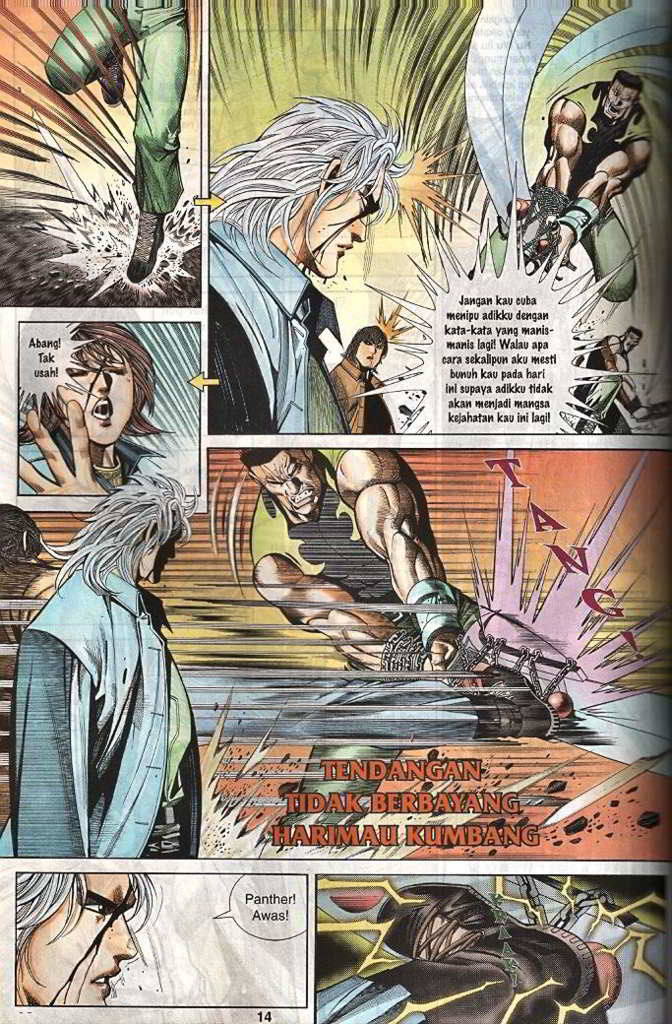 Jangan kau cuba
menipu adikku dengan
kata-kata yang manis-
manis lagi! Walau apa
cara sekalipun aku mesti
bunuh kau pada hari
ini supaya adikku tidak
akan menjadi mangsa
kejahatan kau ini lagi!
Abang!
Tak
usah!
TANG!
TENDANGAN
TIDAK BERBAYANG
HARIMAU KUMBANG
Panther!
Awas!
14